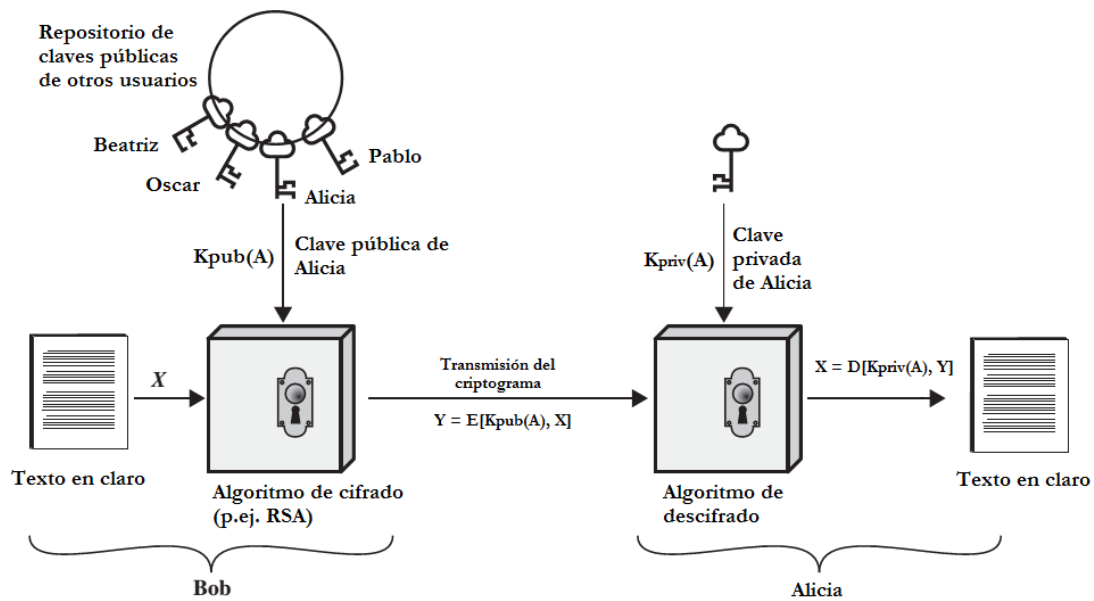 Repositorio de
claves públicas
de otros usuarios
Beatriz
Oscar
Alicia
Pablo
Kpub(A)
Clave pública de
Alicia
Kpriv(A)
Clave
privada
de Alicia
X
Transmisión del
criptograma
Y = E[Kpub(A), X]
X = D[Kpriv(A), Y]
Texto en claro
Algoritmo de cifrado
(p.ej. RSA)
Algoritmo de
descifrado
Texto en claro
Bob
Alicia